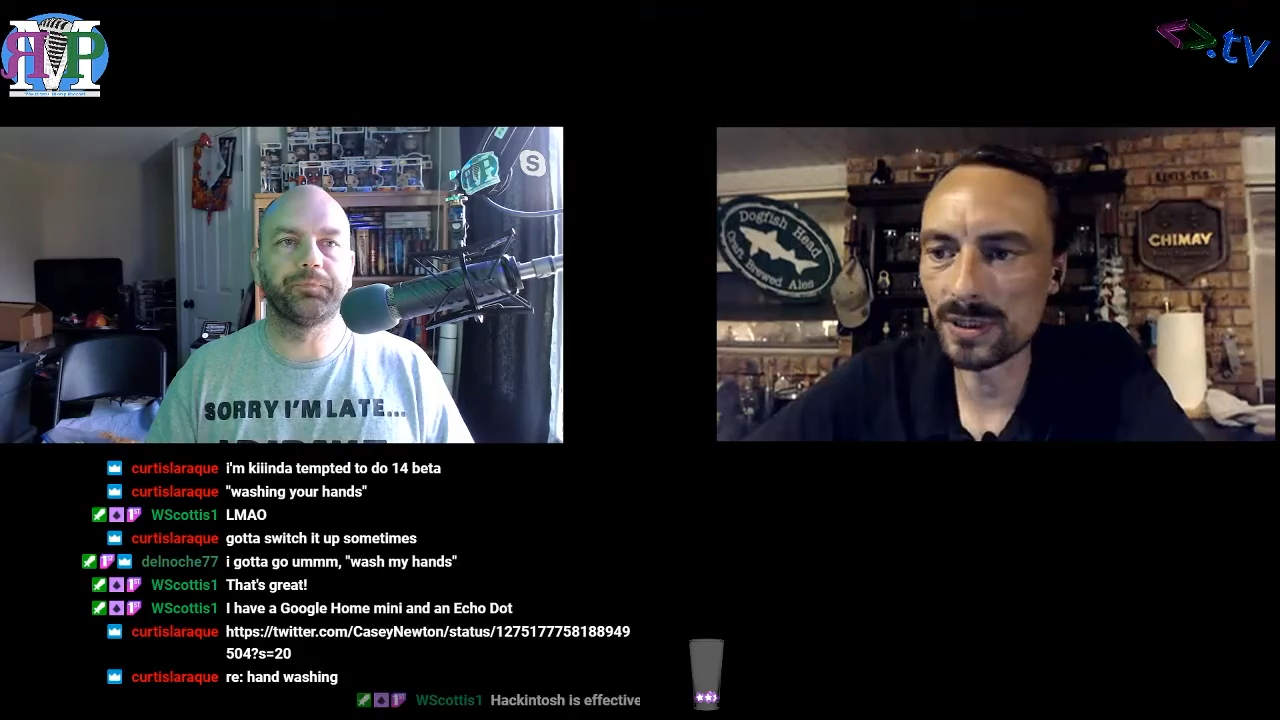 RMP
.tv
S
Dogfish Head
Craft Brewed Ales
CHIMAY
SORRY I'M LATE...
curtislaraque i'm kiiinda tempted to do 14 beta
curtislaraque "washing your hands"
WScottis1 LMAO
curtislaraque gotta switch it up sometimes
delnoche77 i gotta go ummm, "wash my hands"
WScottis1 That's great!
WScottis1 I have a Google Home mini and an Echo Dot
curtislaraque https://twitter.com/CaseyNewton/status/1275177758188949
504?s=20
curtislaraque re: hand washing
WScottis1 Hackintosh is effective